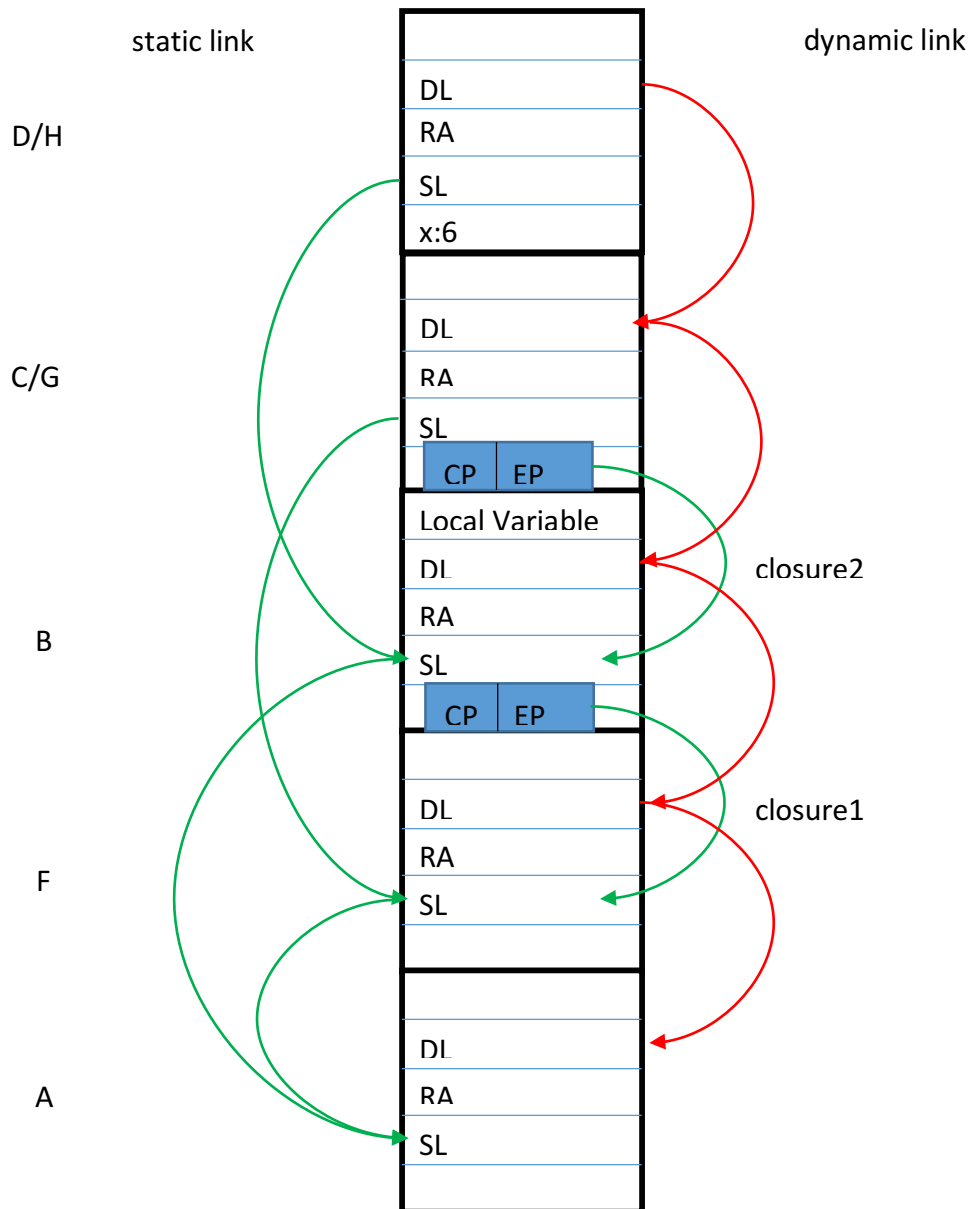 static link
dynamic link
DL
D/H
RA
SL
x:6
DL
C/G
RA
SL
CP EP
Local Variable
DL
closure2
RA
B
SL
CP EP
DL
closure1
RA
F
SL
DL
A
RA
SL